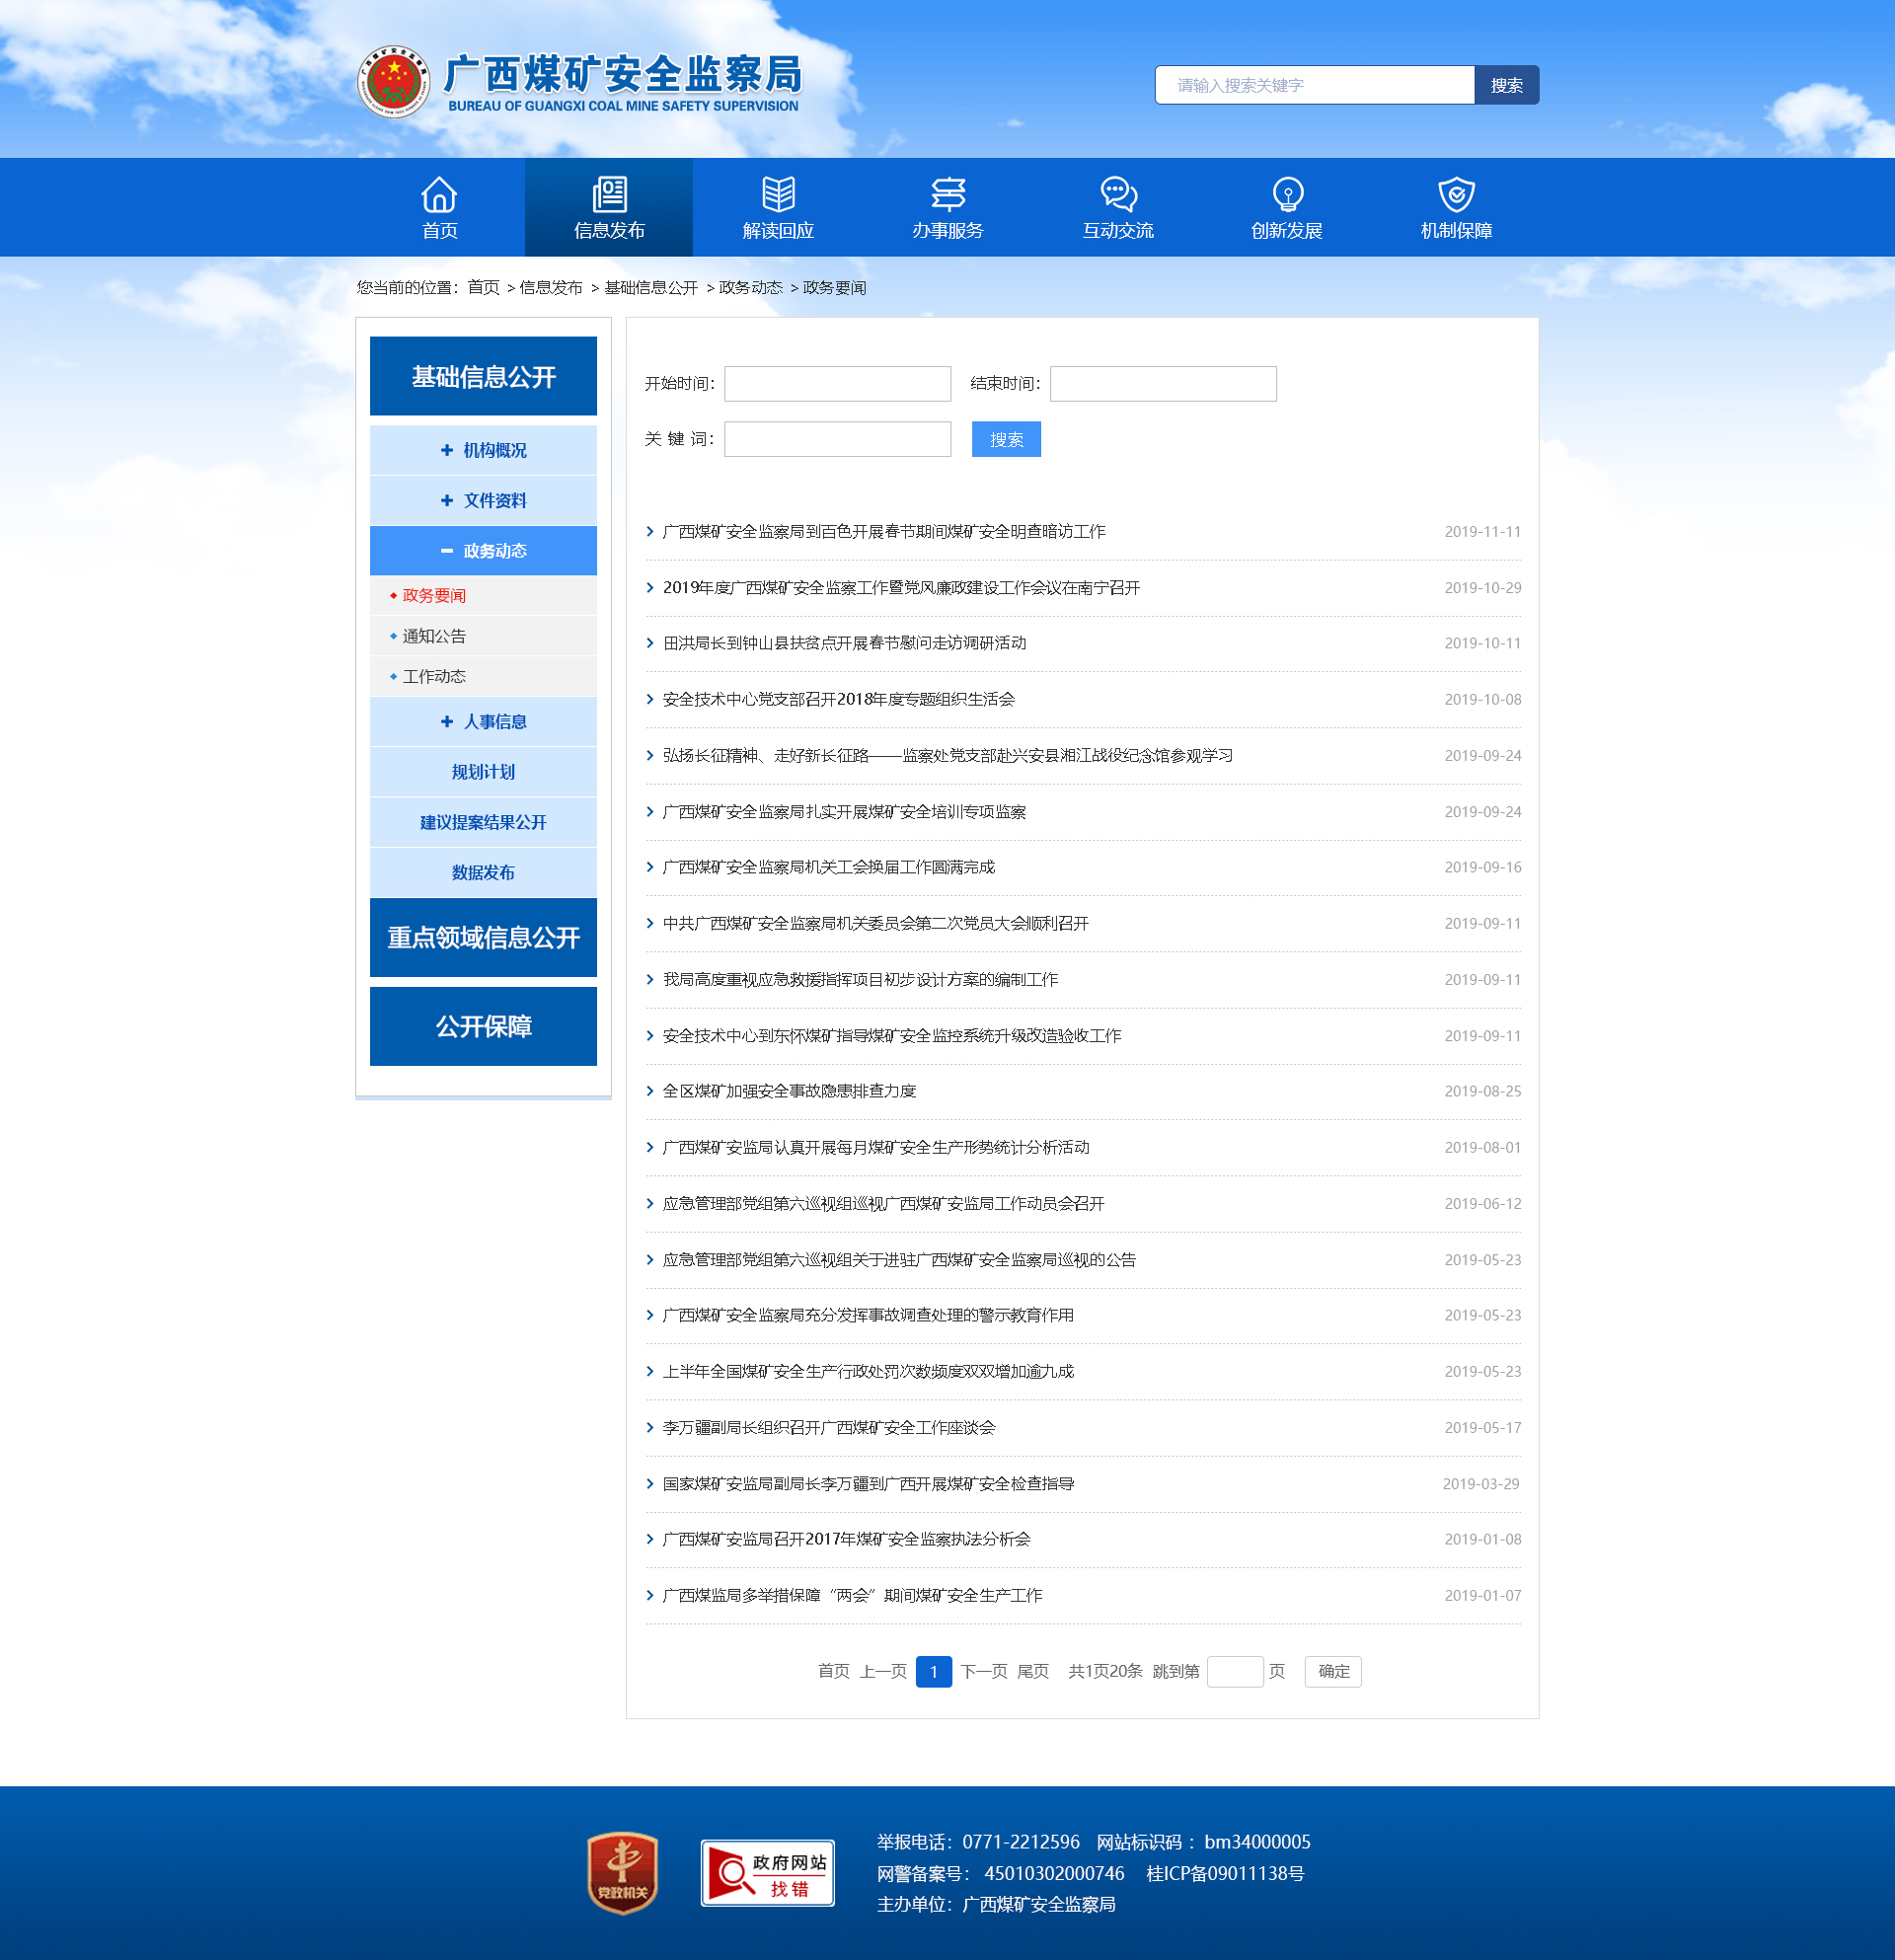 广西煤矿安全监察局
BUREAU OF GUANGXI COAL MINE SAFETY SUPERVISION
请输入搜索关键字 搜索
首页 信息发布 解读回应 办事服务 互动交流 创新发展 机制保障
您当前的位置：首页 > 信息发布 > 基础信息公开 > 政务动态 > 政务要闻
基础信息公开
机构概况
文件资料
政务动态
政务要闻
通知公告
工作动态
人事信息
规划计划
建议提案结果公开
数据发布
重点领域信息公开
公开保障
开始时间： 结束时间：
关 键 词： 搜索
广西煤矿安全监察局到百色开展春节期间煤矿安全明查暗访工作 2019-11-11
2019年度广西煤矿安全监察工作暨党风廉政建设工作会议在南宁召开 2019-10-29
田洪局长到钟山县扶贫点开展春节慰问走访调研活动 2019-10-11
安全技术中心党支部召开2018年度专题组织生活会 2019-10-08
弘扬长征精神、走好新长征路——监察处党支部赴兴安县湘江战役纪念馆参观学习 2019-09-24
广西煤矿安全监察局扎实开展煤矿安全培训专项监察 2019-09-24
广西煤矿安全监察局机关工会换届工作圆满完成 2019-09-16
中共广西煤矿安全监察局机关委员会第二次党员大会顺利召开 2019-09-11
我局高度重视应急救援指挥项目初步设计方案的编制工作 2019-09-11
安全技术中心到东怀煤矿指导煤矿安全监控系统升级改造验收工作 2019-09-11
全区煤矿加强安全事故隐患排查力度 2019-08-25
广西煤矿安监局认真开展每月煤矿安全生产形势统计分析活动 2019-08-01
应急管理部党组第六巡视组巡视广西煤矿安监局工作动员会召开 2019-06-12
应急管理部党组第六巡视组关于进驻广西煤矿安全监察局巡视的公告 2019-05-23
广西煤矿安全监察局充分发挥事故调查处理的警示教育作用 2019-05-23
上半年全国煤矿安全生产行政处罚次数频度双双增加逾九成 2019-05-23
李万疆副局长组织召开广西煤矿安全工作座谈会 2019-05-17
国家煤矿安监局副局长李万疆到广西开展煤矿安全检查指导 2019-03-29
广西煤矿安监局召开2017年煤矿安全监察执法分析会 2019-01-08
广西煤监局多举措保障“两会”期间煤矿安全生产工作 2019-01-07
首页 上一页 1 下一页 尾页 共1页20条 跳到第 页 确定
党政机关
政府网站
找错
举报电话：0771-2212596 网站标识码 ：bm34000005
网警备案号： 45010302000746 桂ICP备09011138号
主办单位：广西煤矿安全监察局